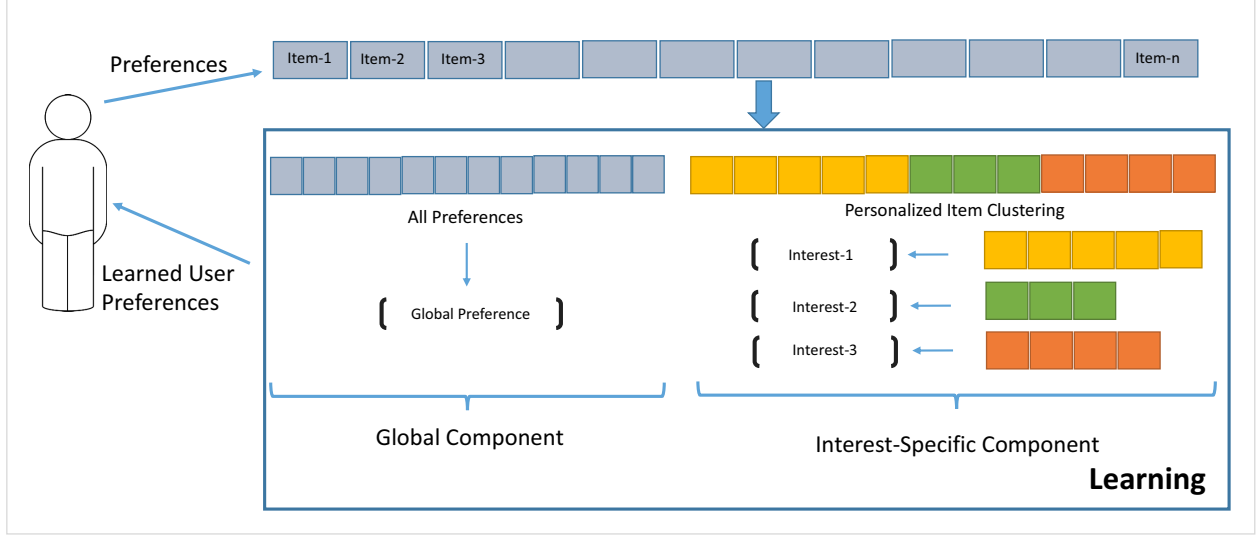 Preferences
Item-1
Item-2
Item-3
Item-n
All Preferences
Global Preference
Global Component
Personalized Item Clustering
Interest-1
Interest-2
Interest-3
Interest-Specific Component
Learning
Learned User
Preferences